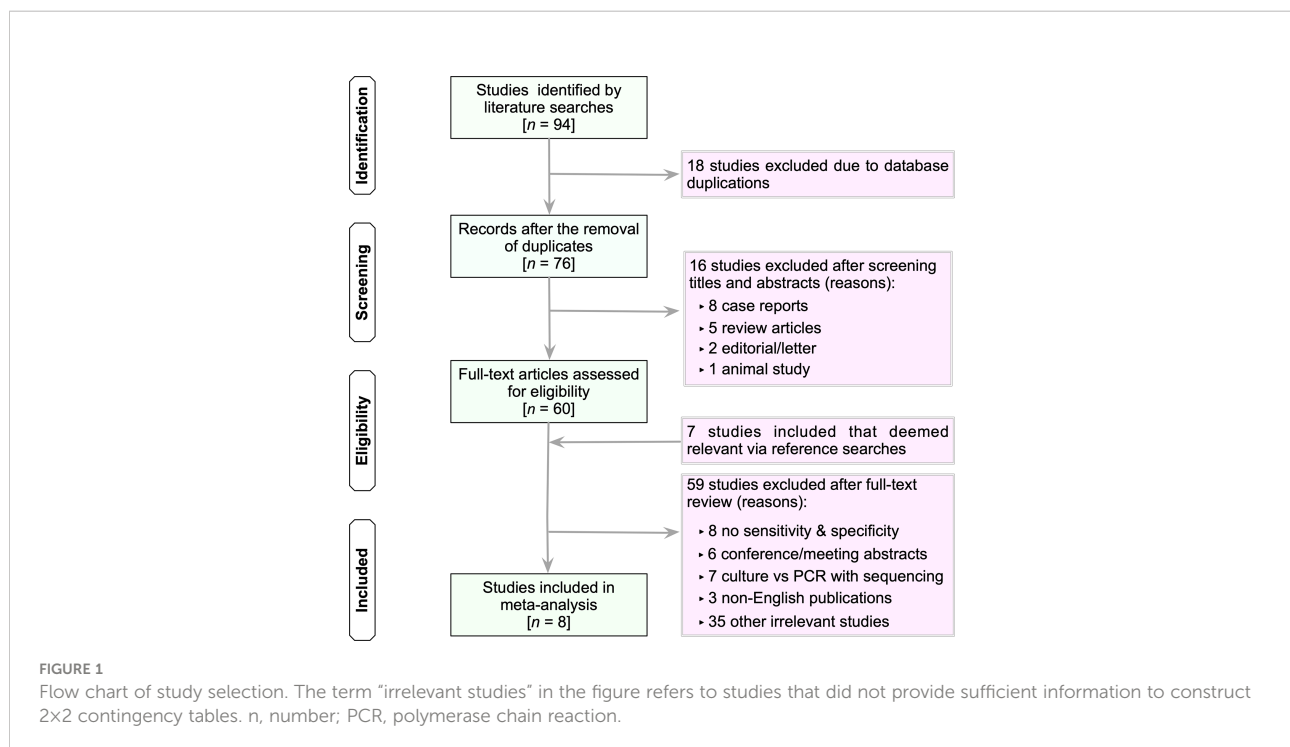 Identification
Studies identified by
literature searches
[n = 94]
18 studies excluded due to database
duplications
Screening
Records after the removal
of duplicates
[n = 76]
16 studies excluded after screening
titles and abstracts (reasons):
‣ 8 case reports
‣ 5 review articles
‣ 2 editorial/letter
‣ 1 animal study
Eligibility
Full-text articles assessed
for eligibility
[n = 60]
7 studies included that deemed
relevant via reference searches
59 studies excluded after full-text
review (reasons):
‣ 8 no sensitivity & specificity
‣ 6 conference/meeting abstracts
‣ 7 culture vs PCR with sequencing
‣ 3 non-English publications
‣ 35 other irrelevant studies
Included
Studies included in
meta-analysis
[n = 8]
FIGURE 1
Flow chart of study selection. The term “irrelevant studies” in the figure refers to studies that did not provide sufficient information to construct
2×2 contingency tables. n, number; PCR, polymerase chain reaction.